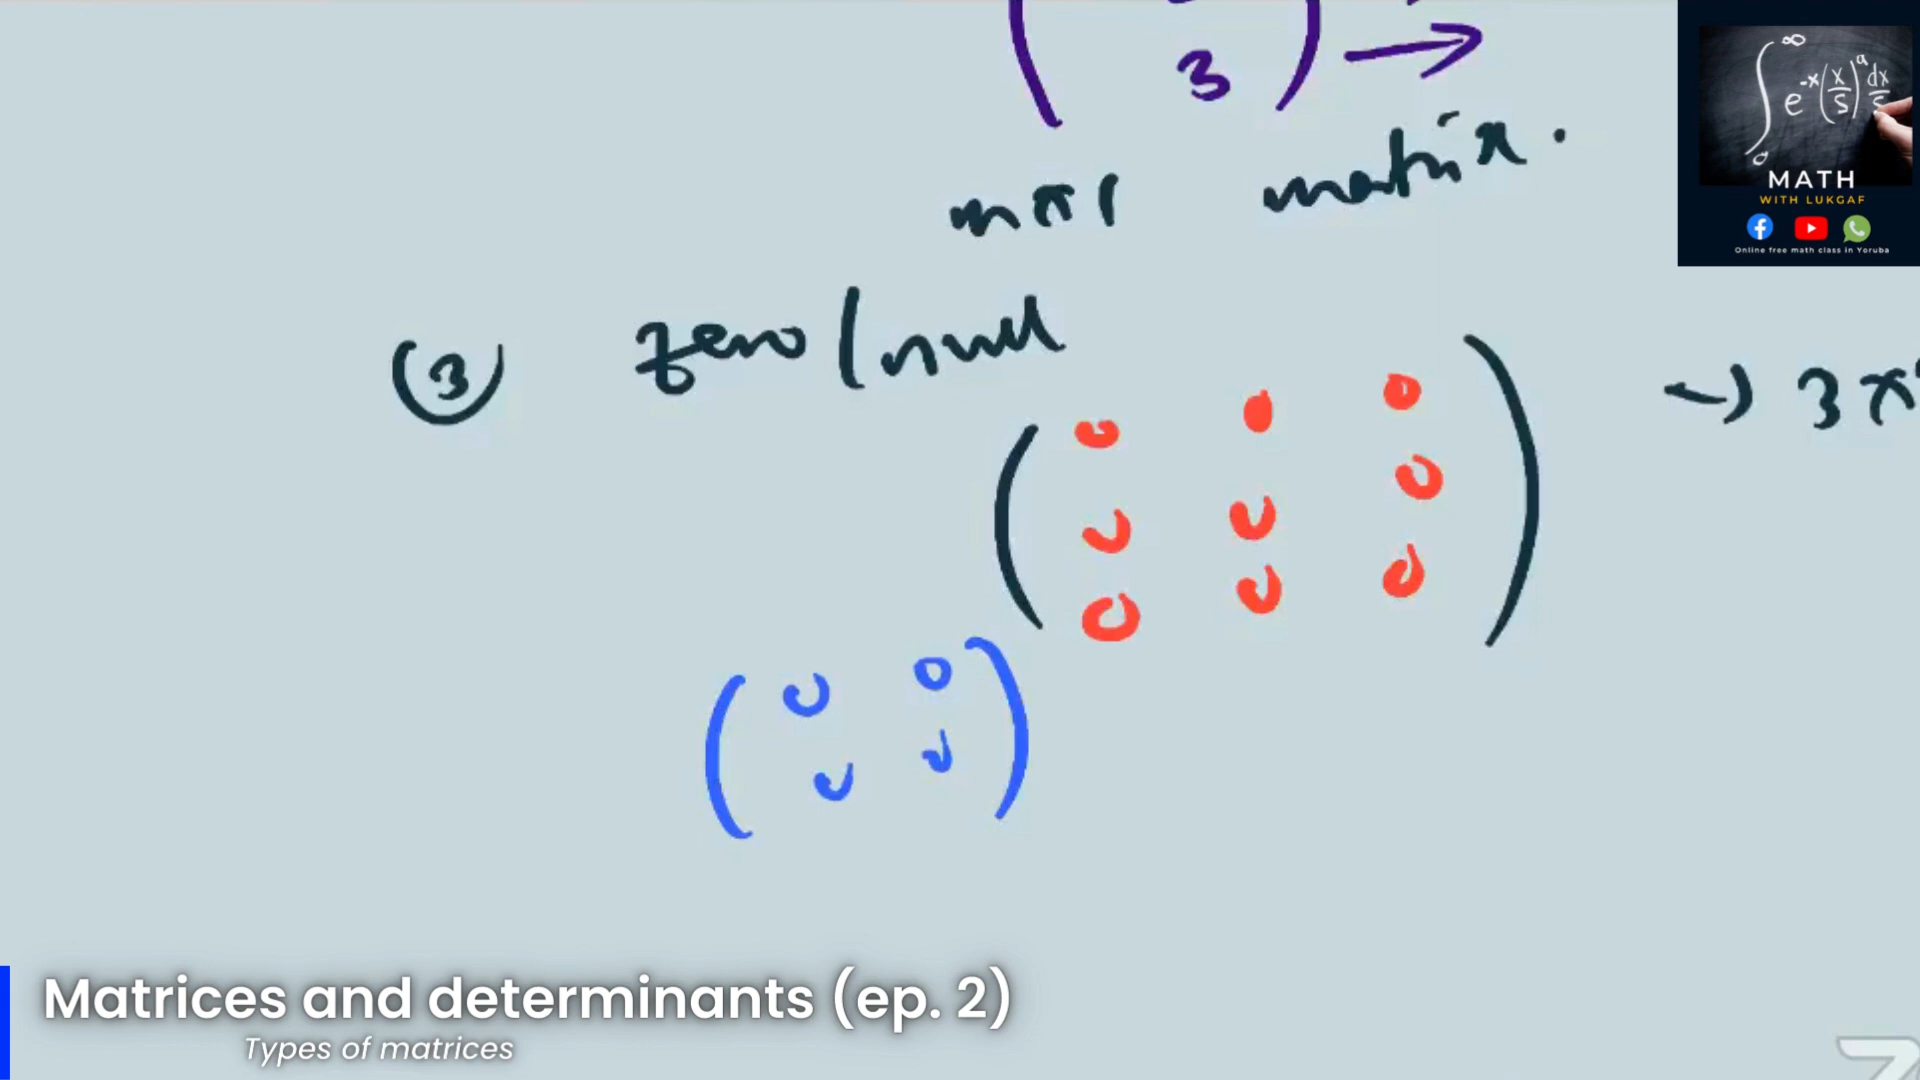 3
m x 1 matrix.
3 zero/null
0 0 0
0 0 0
0 0 0
→ 3 x
0 0
0 0
∫ ∞ 0 e -x (x/s) a dx/s
MATH
WITH LUKGAF
Online free math class in Yoruba
Matrices and determinants (ep. 2)
Types of matrices